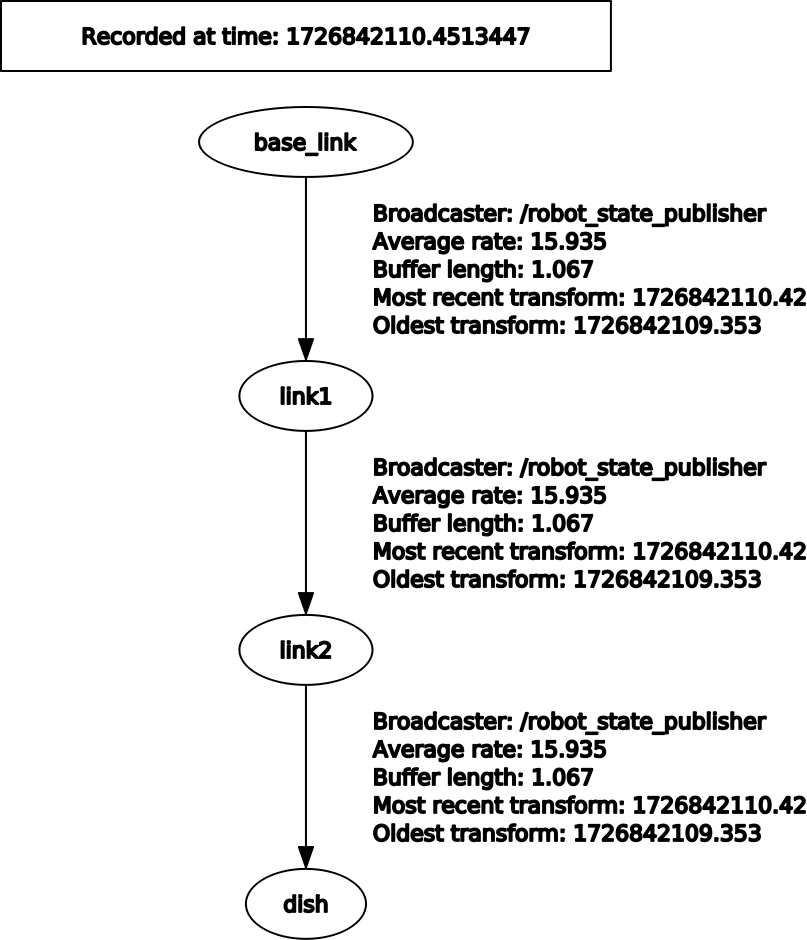 Recorded at time: 1726842110.4513447
base_link
Broadcaster: /robot_state_publisher
Average rate: 15.935
Buffer length: 1.067
Most recent transform: 1726842110.42
Oldest transform: 1726842109.353
link1
Broadcaster: /robot_state_publisher
Average rate: 15.935
Buffer length: 1.067
Most recent transform: 1726842110.42
Oldest transform: 1726842109.353
link2
Broadcaster: /robot_state_publisher
Average rate: 15.935
Buffer length: 1.067
Most recent transform: 1726842110.42
Oldest transform: 1726842109.353
dish